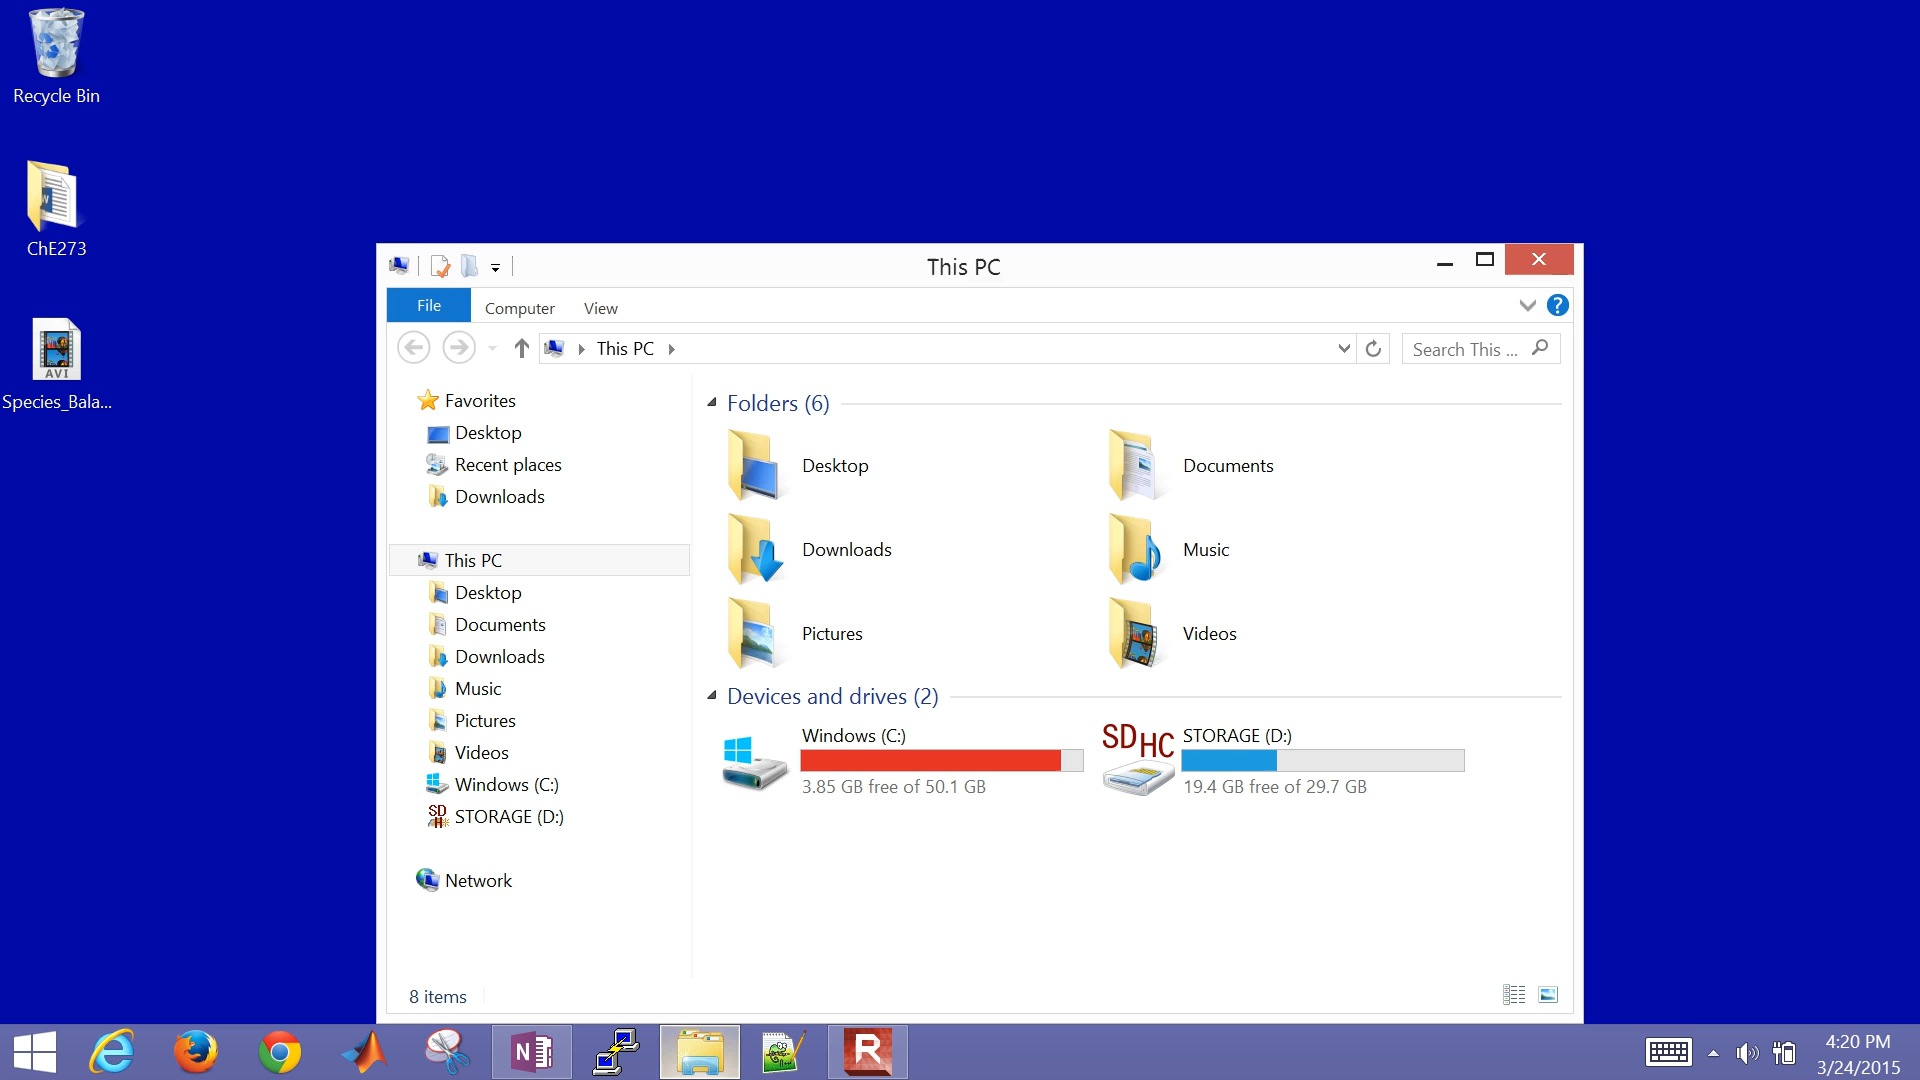 Recycle Bin
ChE273
AVI
Species_Bala...
This PC
File
Computer
View
?
This PC
Search This ...
Favorites
Desktop
Recent places
Downloads
This PC
Desktop
Documents
Downloads
Music
Pictures
Videos
Windows (C:)
STORAGE (D:)
Network
Folders (6)
Desktop
Documents
Downloads
Music
Pictures
Videos
Devices and drives (2)
Windows (C:)
3.85 GB free of 50.1 GB
SDHC
STORAGE (D:)
19.4 GB free of 29.7 GB
8 items
N
R
4:20 PM
3/24/2015